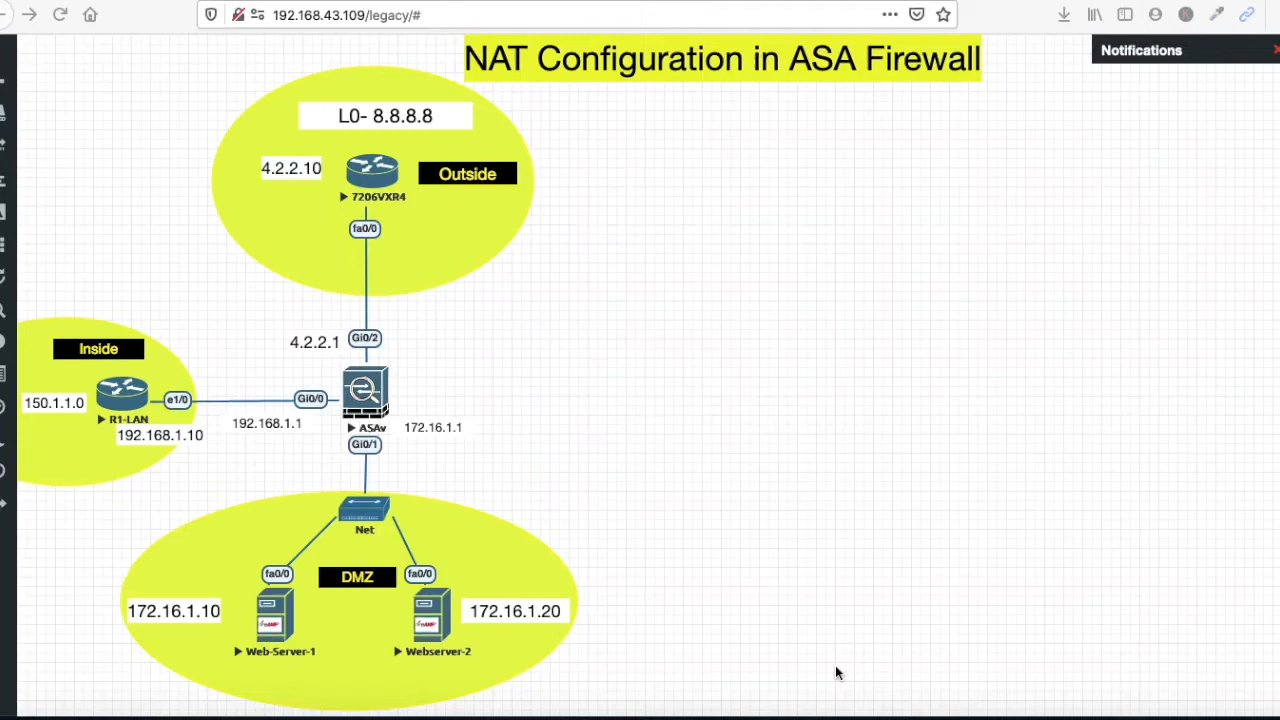 192.168.43.109/legacy/#
NAT Configuration in ASA Firewall
Notifications
L0- 8.8.8.8
4.2.2.10
Outside
7206VXR4
fa0/0
4.2.2.1
Gi0/2
Inside
150.1.1.0
e1/0
Gi0/0
R1-LAN
192.168.1.1
192.168.1.10
ASAv
172.16.1.1
Gi0/1
Net
fa0/0
DMZ
fa0/0
172.16.1.10
172.16.1.20
Web-Server-1
Webserver-2